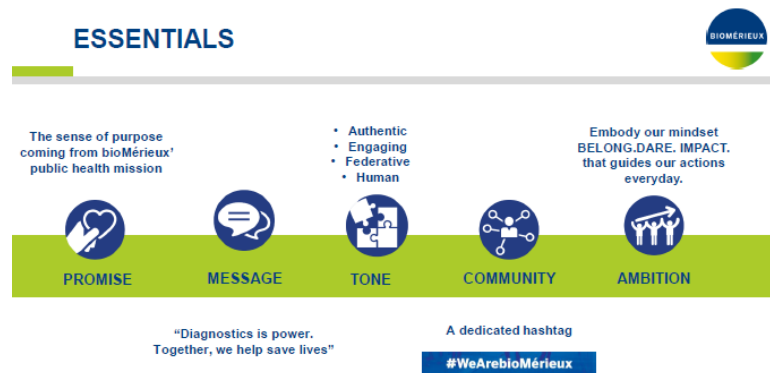 ESSENTIALS
BIOMÉRIEUX
The sense of purpose
coming from bioMérieux'
public health mission
• Authentic
• Engaging
• Federative
• Human
Embody our mindset
BELONG.DARE. IMPACT.
that guides our actions
everyday.
PROMISE
MESSAGE
TONE
COMMUNITY
AMBITION
“Diagnostics is power.
Together, we help save lives”
A dedicated hashtag
#WeArebioMérieux